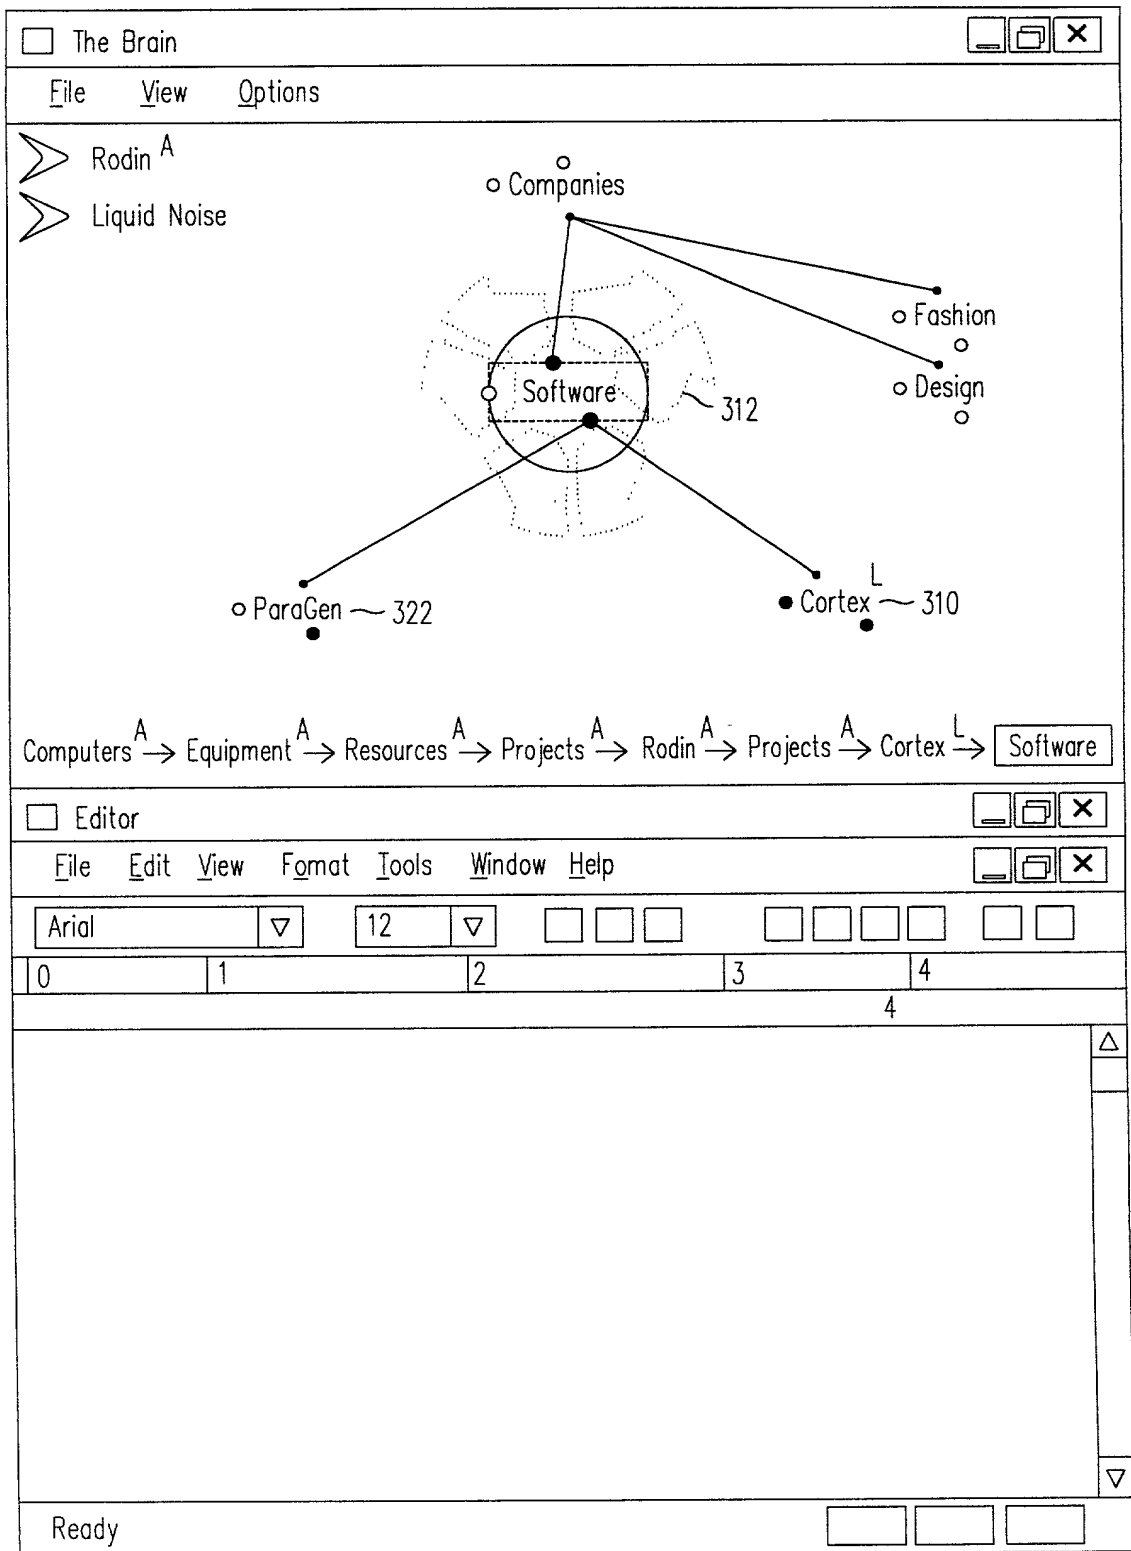 The Brain
File View Options
Rodin A
Liquid Noise
Companies
Fashion
Design
Software
312
L
ParaGen 322
Cortex 310
Computers A → Equipment A → Resources A → Projects A → Rodin A → Projects A → Cortex L → Software
Editor
File Edit View Fomat Tools Window Help
Arial 12
0 1 2 3 4
4
Ready